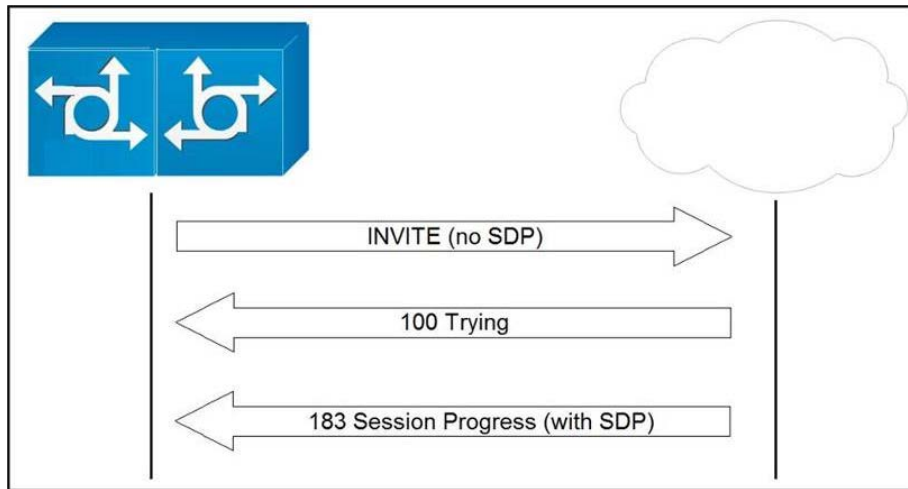 INVITE (no SDP)
100 Trying
183 Session Progress (with SDP)